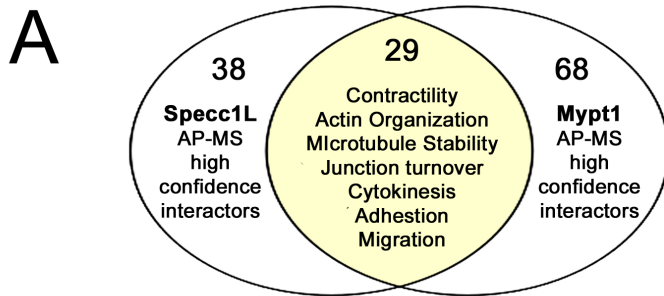 A
38
Specc1L
AP-MS
high
confidence
interactors
29
Contractility
Actin Organization
MIcrotubule Stability
Junction turnover
Cytokinesis
Adhestion
Migration
68
Mypt1
AP-MS
high
confidence
interactors